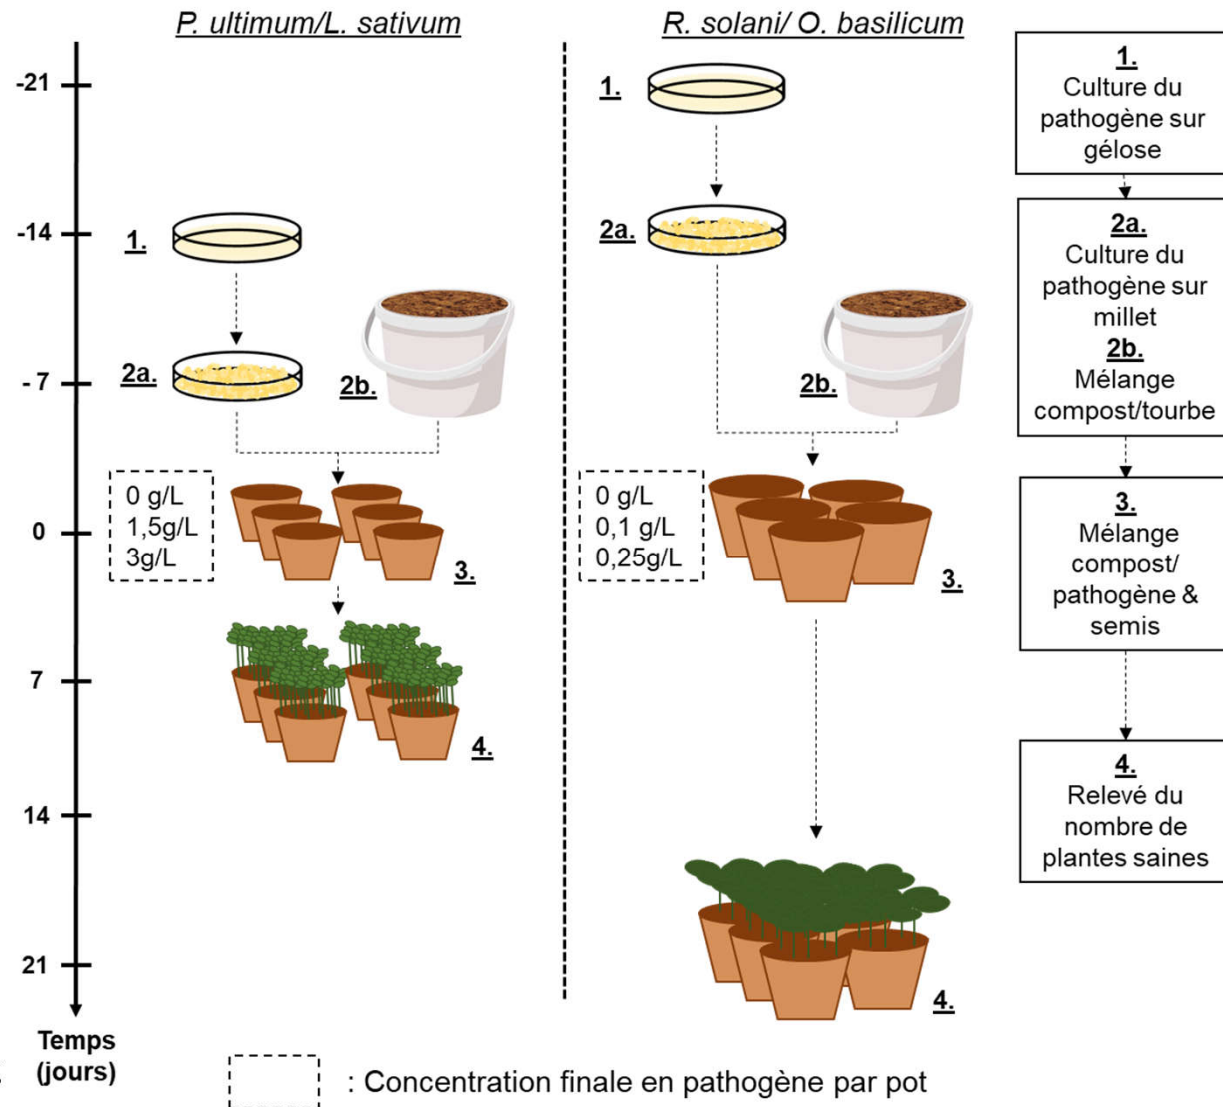 P. ultimum/L. sativum
R. solani/ O. basilicum
-21
-14
-7
0
7
14
21
Temps
(jours)
1.
2a.
2b.
0 g/L
1,5g/L
3g/L
3.
4.
1.
2a.
2b.
0 g/L
0,1 g/L
0,25g/L
3.
4.
1.
Culture du
pathogène sur
gélose
2a.
Culture du
pathogène sur
millet
2b.
Mélange
compost/tourbe
3.
Mélange
compost/
pathogène &
semis
4.
Relevé du
nombre de
plantes saines
: Concentration finale en pathogène par pot